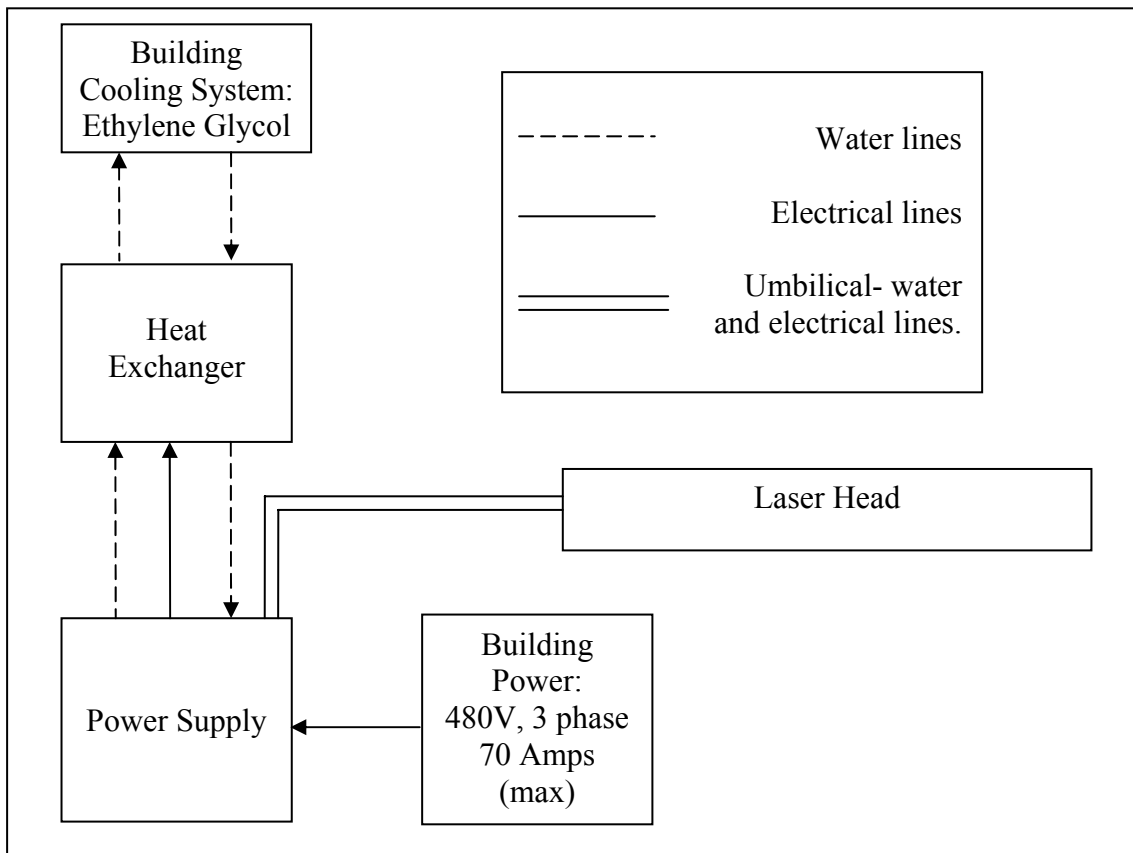 Building
Cooling System:
Ethylene Glycol
Water lines
Electrical lines
Umbilical- water
and electrical lines.
Heat
Exchanger
Laser Head
Power Supply
Building
Power:
480V, 3 phase
70 Amps
(max)